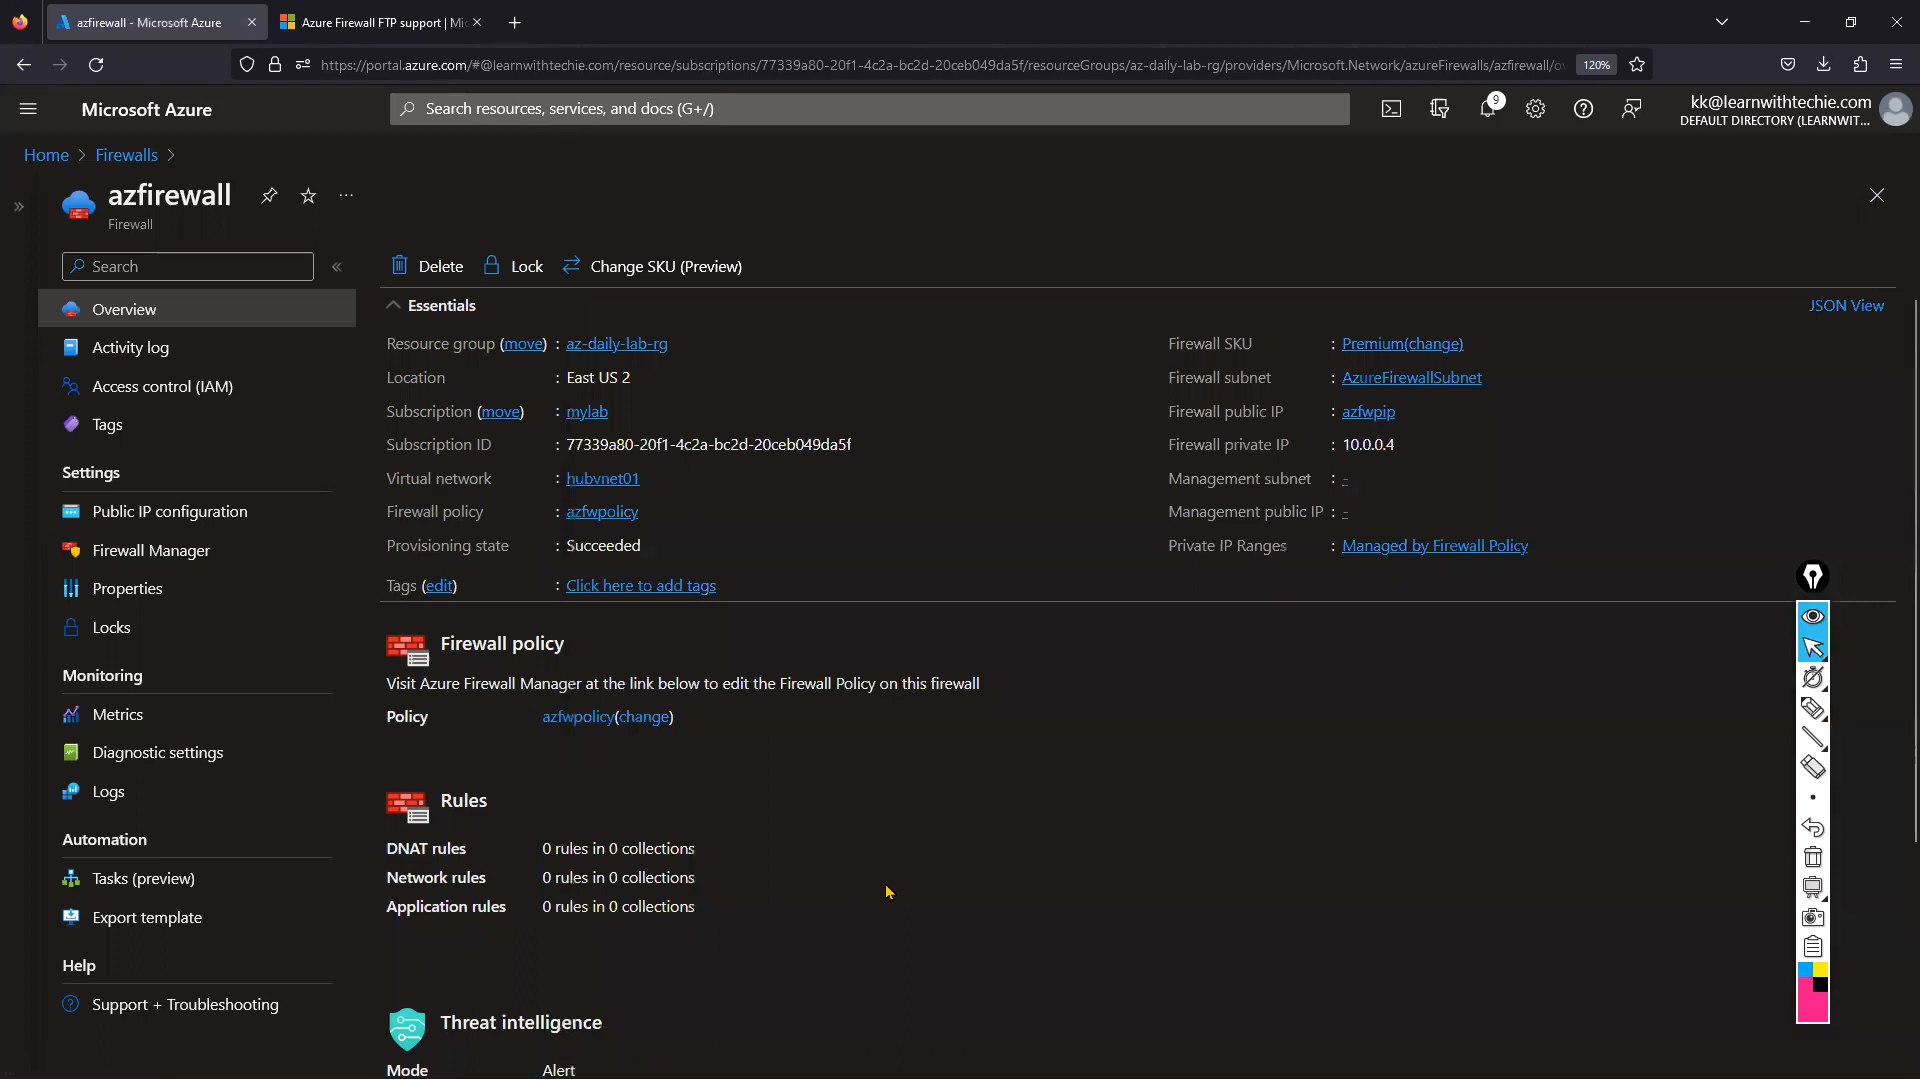 azfirewall - Microsoft Azure
Azure Firewall FTP support | Mi
https://portal.azure.com/#@learnwithtechie.com/resource/subscriptions/77339a80-20f1-4c2a-bc2d-20ceb049da5f/resourceGroups/az-daily-lab-rg/providers/Microsoft.Network/azureFirewalls/azfirewall/ov
120%
Microsoft Azure
Search resources, services, and docs (G+/)
9
kk@learnwithtechie.com
DEFAULT DIRECTORY (LEARNWIT...
Home
Firewalls
azfirewall
Firewall
Search
Overview
Activity log
Access control (IAM)
Tags
Settings
Public IP configuration
Firewall Manager
Properties
Locks
Monitoring
Metrics
Diagnostic settings
Logs
Automation
Tasks (preview)
Export template
Help
Support + Troubleshooting
Delete
Lock
Change SKU (Preview)
Essentials
JSON View
Resource group (move) : az-daily-lab-rg
Location : East US 2
Subscription (move) : mylab
Subscription ID : 77339a80-20f1-4c2a-bc2d-20ceb049da5f
Virtual network : hubvnet01
Firewall policy : azfwpolicy
Provisioning state : Succeeded
Tags (edit) : Click here to add tags
Firewall SKU : Premium(change)
Firewall subnet : AzureFirewallSubnet
Firewall public IP : azfwpip
Firewall private IP : 10.0.0.4
Management subnet : -
Management public IP : -
Private IP Ranges : Managed by Firewall Policy
Firewall policy
Visit Azure Firewall Manager at the link below to edit the Firewall Policy on this firewall
Policy azfwpolicy(change)
Rules
DNAT rules 0 rules in 0 collections
Network rules 0 rules in 0 collections
Application rules 0 rules in 0 collections
Threat intelligence
Mode Alert